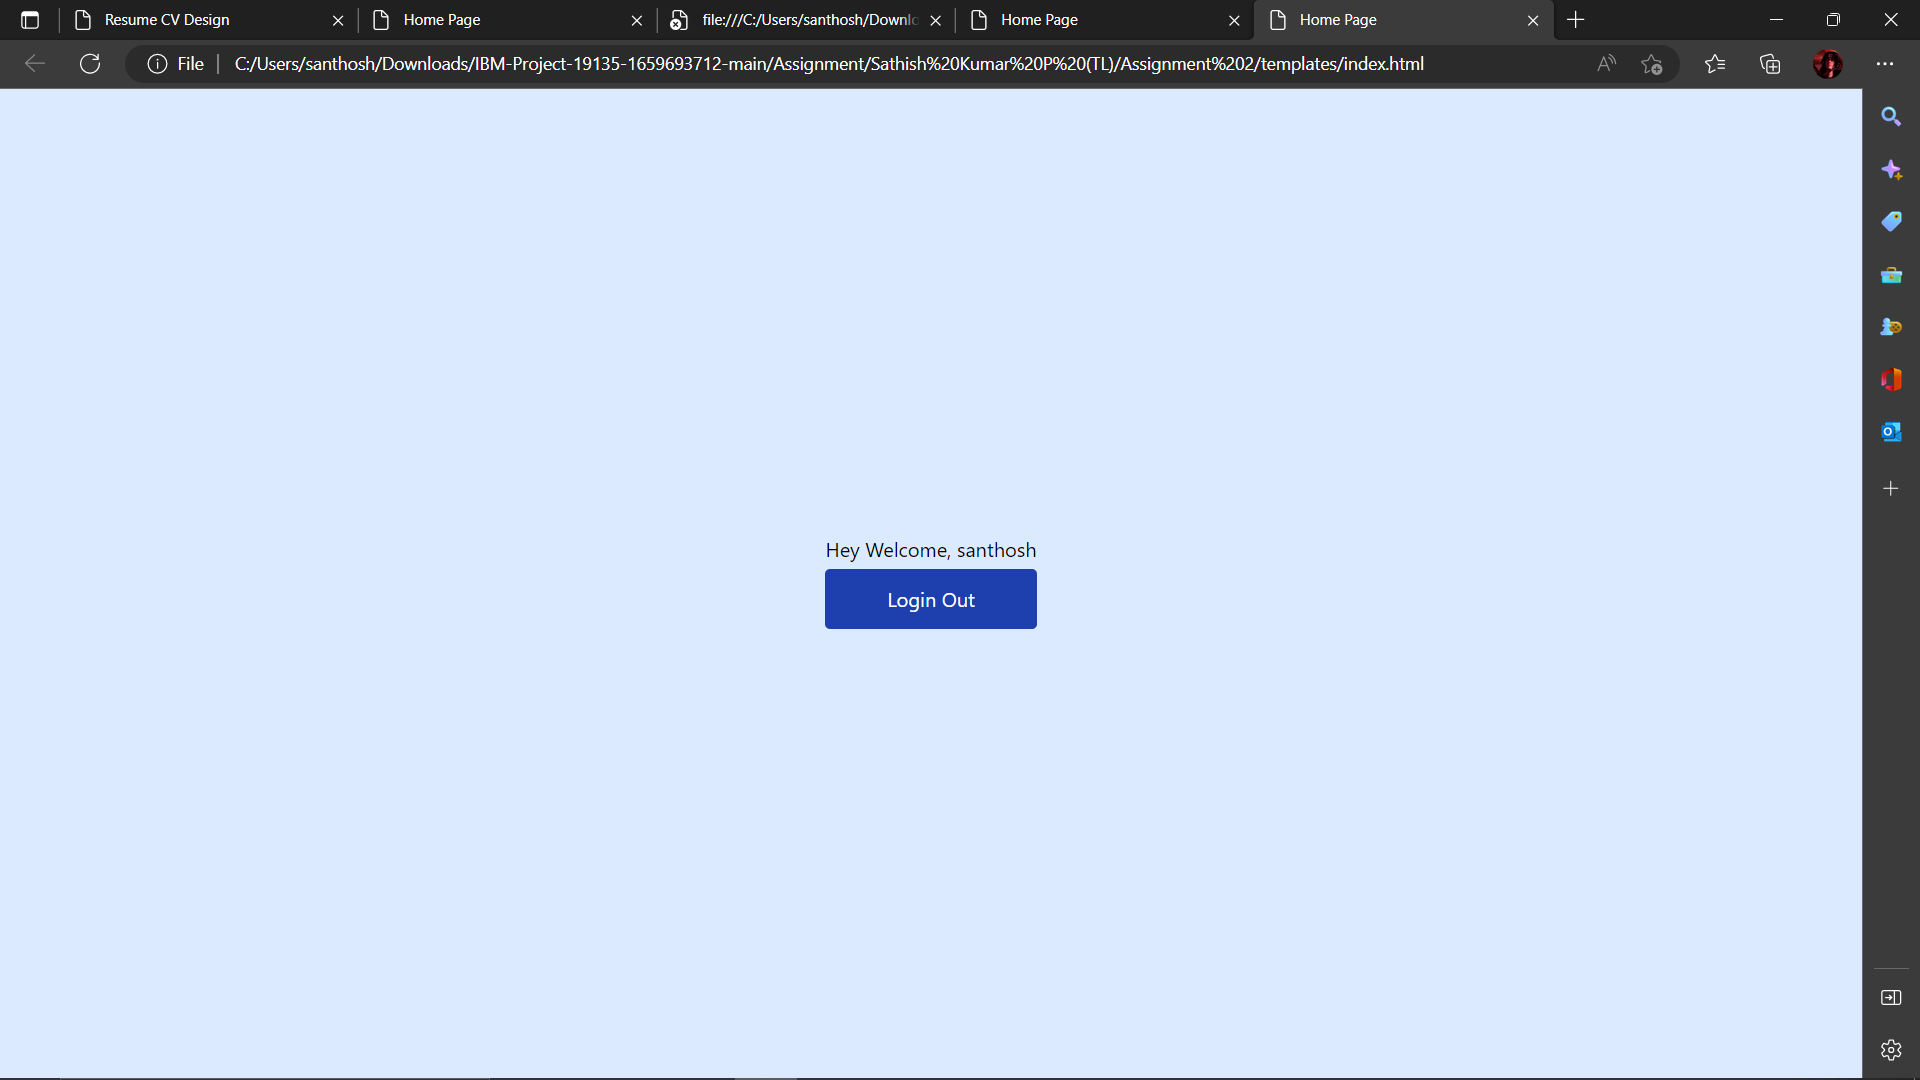 Resume CV Design
Home Page
file:///C:/Users/santhosh/Downlo
Home Page
Home Page
File
C:/Users/santhosh/Downloads/IBM-Project-19135-1659693712-main/Assignment/Sathish%20Kumar%20P%20(TL)/Assignment%202/templates/index.html
Hey Welcome, santhosh
Login Out